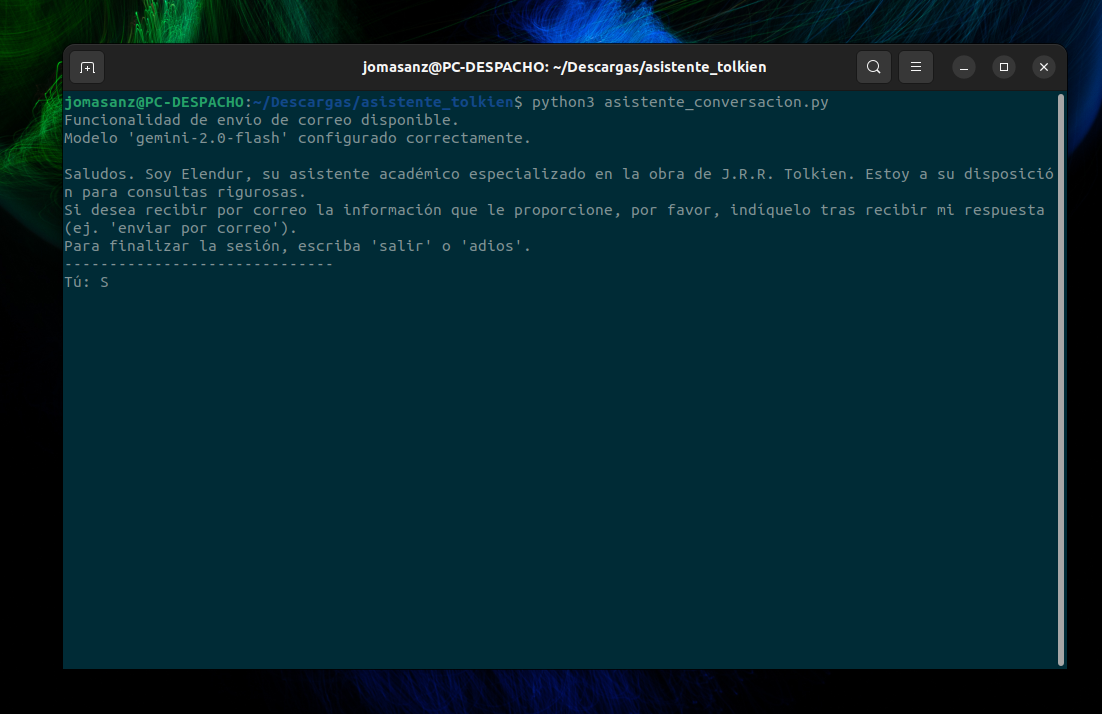 jomasanz@PC-DESPACHO: ~/Descargas/asistente_tolkien
jomasanz@PC-DESPACHO:~/Descargas/asistente_tolkien$ python3 asistente_conversacion.py
Funcionalidad de envío de correo disponible.
Modelo 'gemini-2.0-flash' configurado correctamente.
Saludos. Soy Elendur, su asistente académico especializado en la obra de J.R.R. Tolkien. Estoy a su disposició
n para consultas rigurosas.
Si desea recibir por correo la información que le proporcione, por favor, indíquelo tras recibir mi respuesta
(ej. 'enviar por correo').
Para finalizar la sesión, escriba 'salir' o 'adios'.
------------------------------
Tú: S